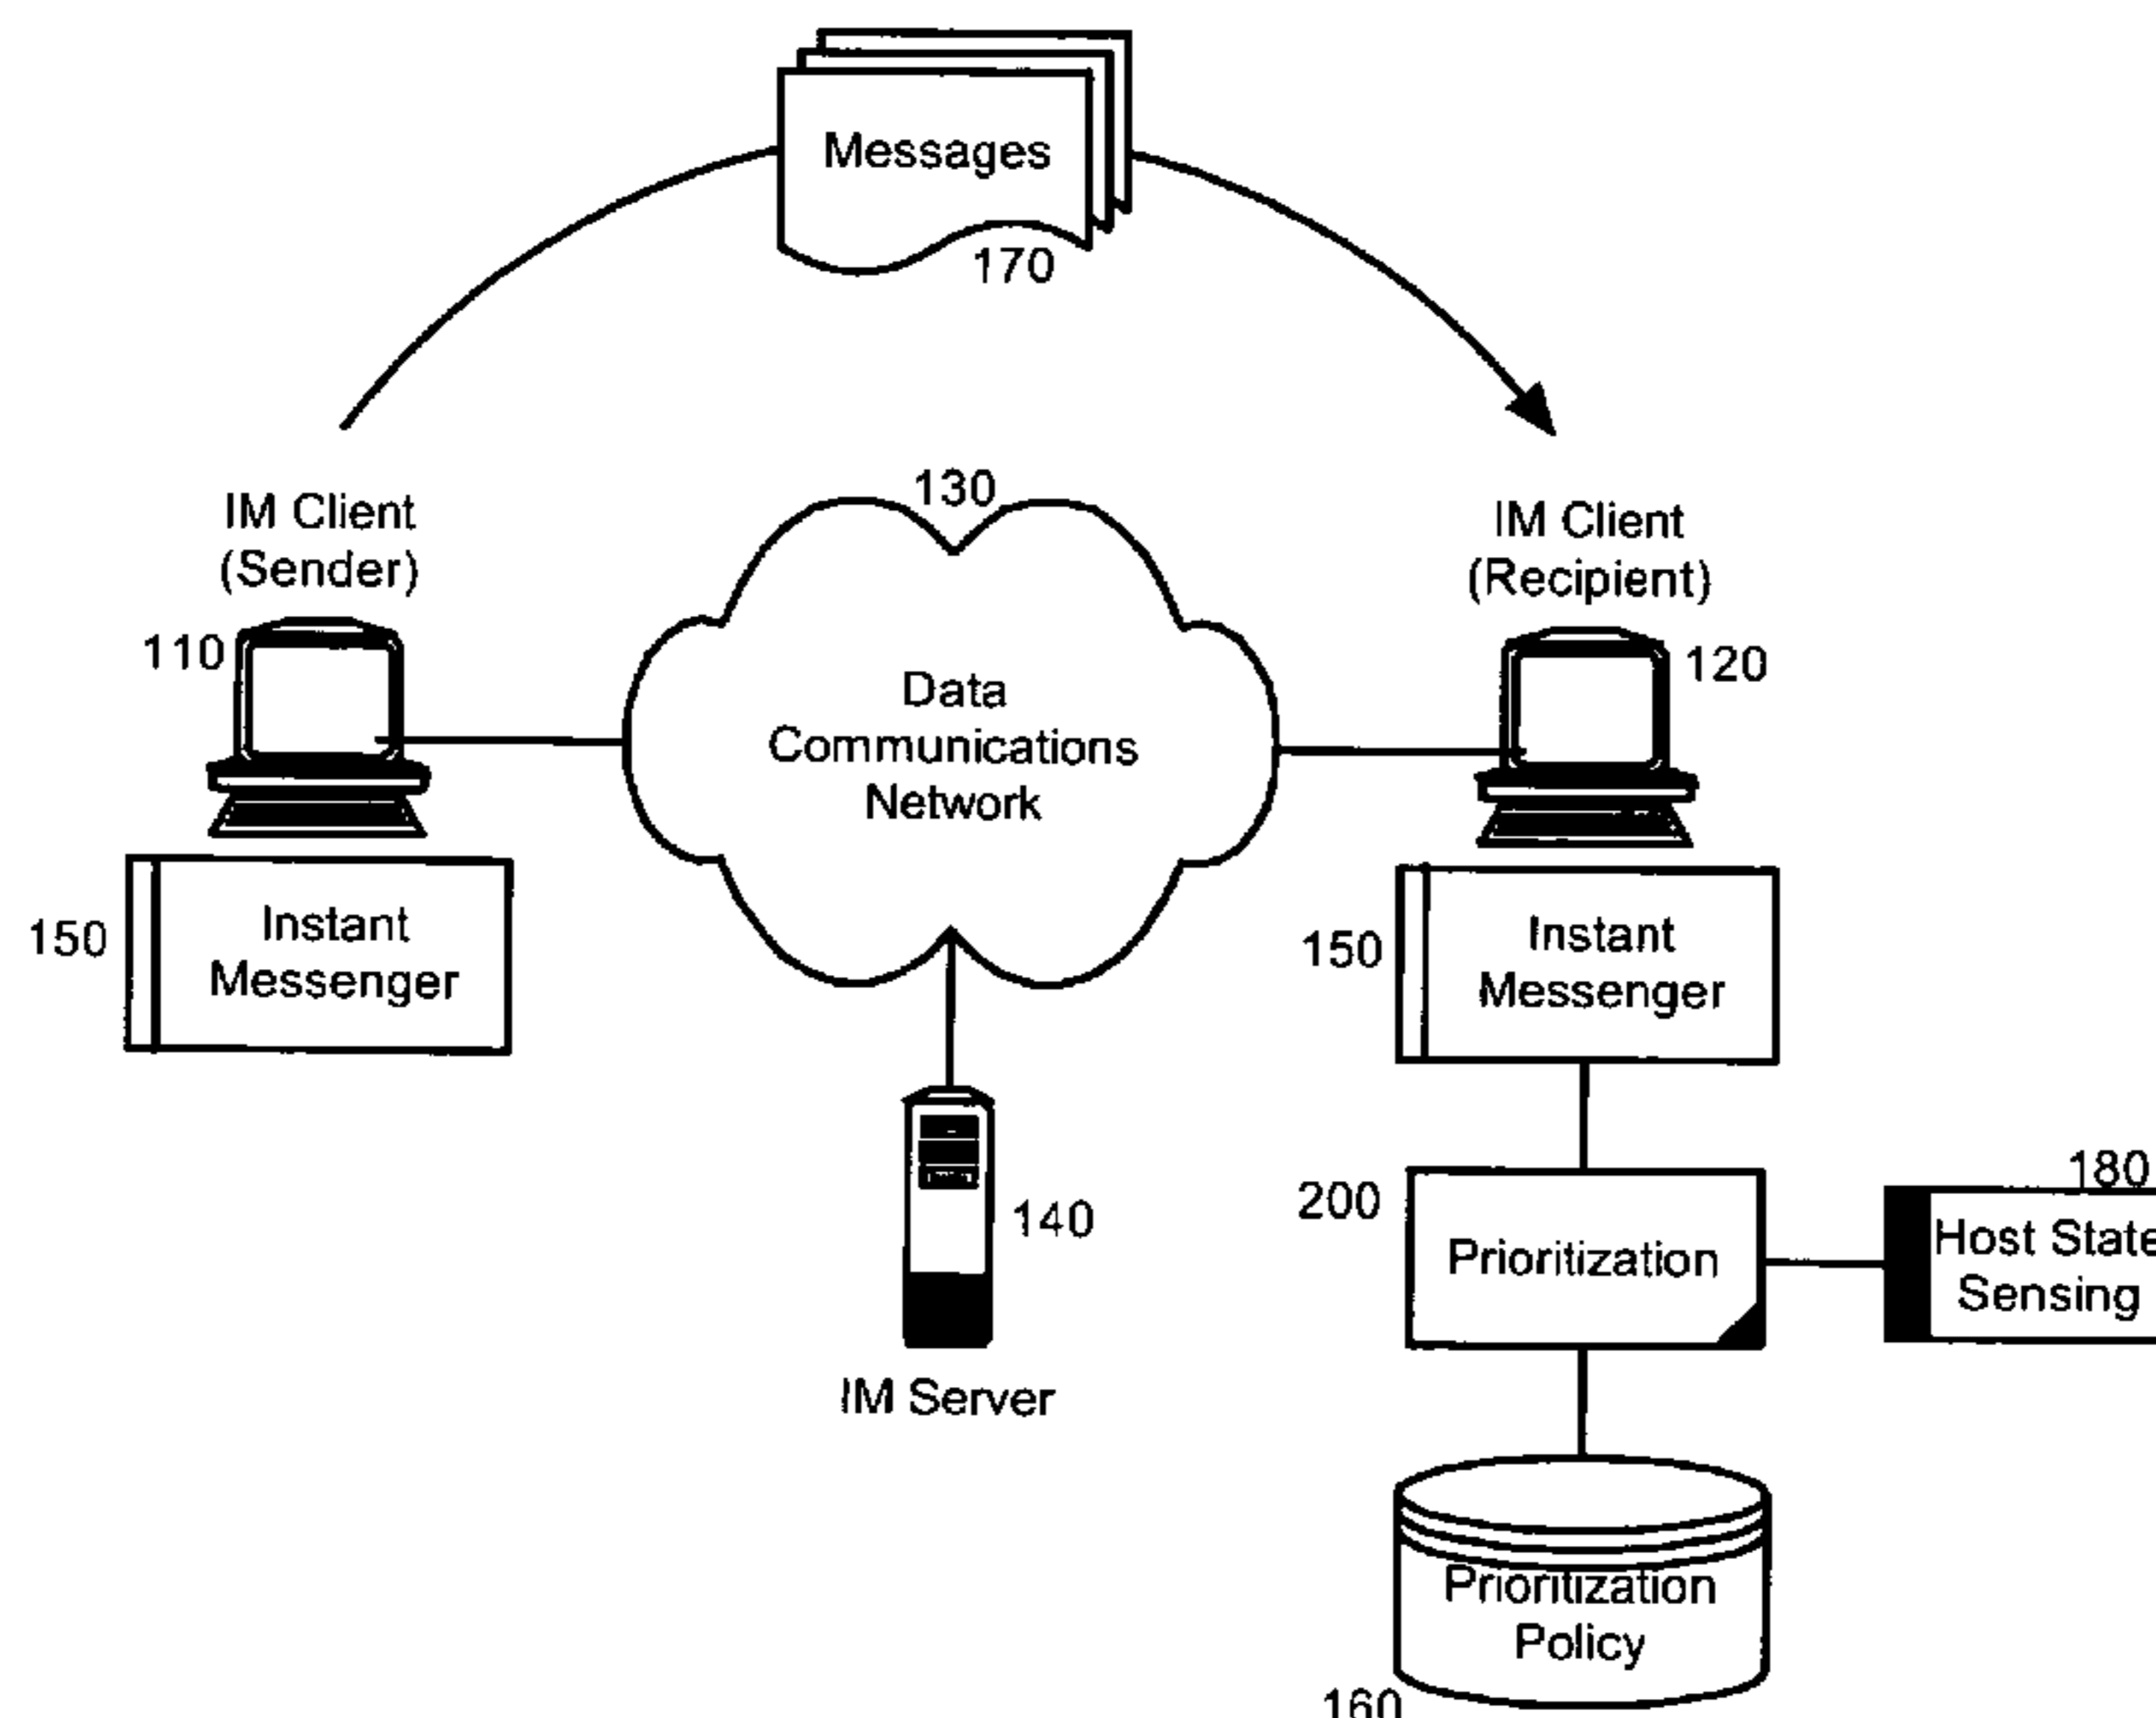 Messages
170
130
IM Client
(Sender)
IM Client
(Recipient)
110
120
Data
Communications
Network
150
Instant
Messenger
150
Instant
Messenger
140
IM Server
200
Prioritization
180
Host State
Sensing
Prioritization
Policy
160